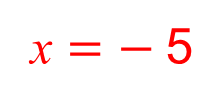 x = − 5